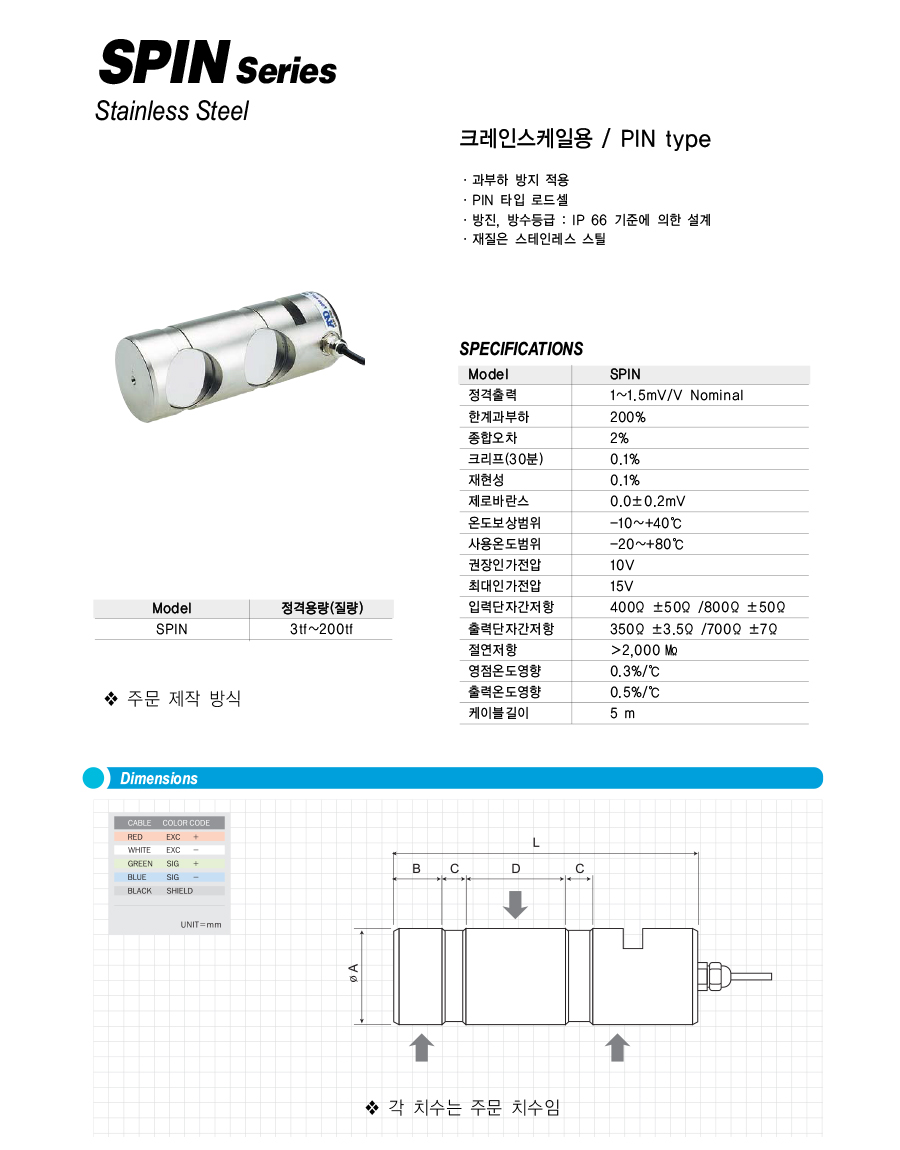 SPIN Series
Stainless Steel
크레인스케일용 / PIN type
· 과부하 방지 적용
· PIN 타입 로드셀
· 방진, 방수등급 : IP 66 기준에 의한 설계
· 재질은 스테인레스 스틸
SPECIFICATIONS
Model SPIN
정격출력 1~1.5mV/V Nominal
한계과부하 200%
종합오차 2%
크리프(30분) 0.1%
재현성 0.1%
제로바란스 0.0±0.2mV
온도보상범위 -10~+40℃
사용온도범위 -20~+80℃
권장인가전압 10V
최대인가전압 15V
입력단자간저항 400Ω ±50Ω /800Ω ±50Ω
출력단자간저항 350Ω ±3.5Ω /700Ω ±7Ω
절연저항 >2,000 ㏁
영점온도영향 0.3%/℃
출력온도영향 0.5%/℃
케이블길이 5 m
Model 정격용량(질량)
SPIN 3tf~200tf
❖ 주문 제작 방식
Dimensions
CABLE COLOR CODE
RED EXC +
WHITE EXC −
GREEN SIG +
BLUE SIG −
BLACK SHIELD
UNIT=mm
L
B C D C
ø A
❖ 각 치수는 주문 치수임